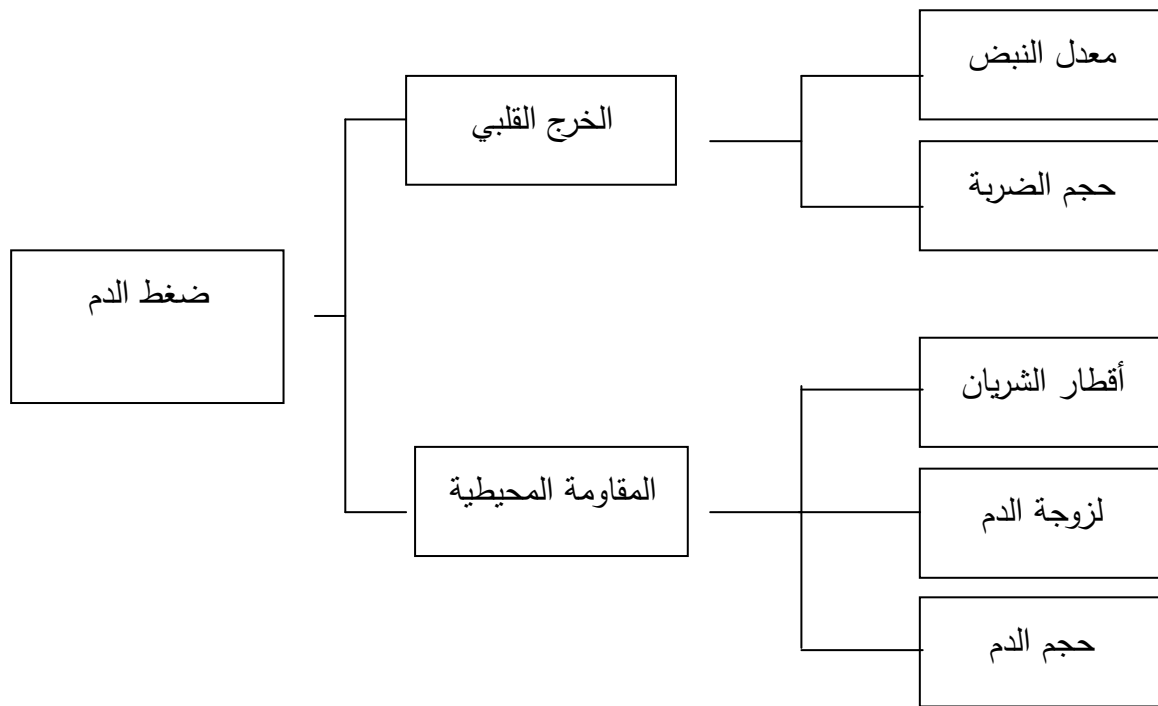 معدل النبض
الخرج القلبي
حجم الضربة
ضغط الدم
أقطار الشريان
المقاومة المحيطية
لزوجة الدم
حجم الدم